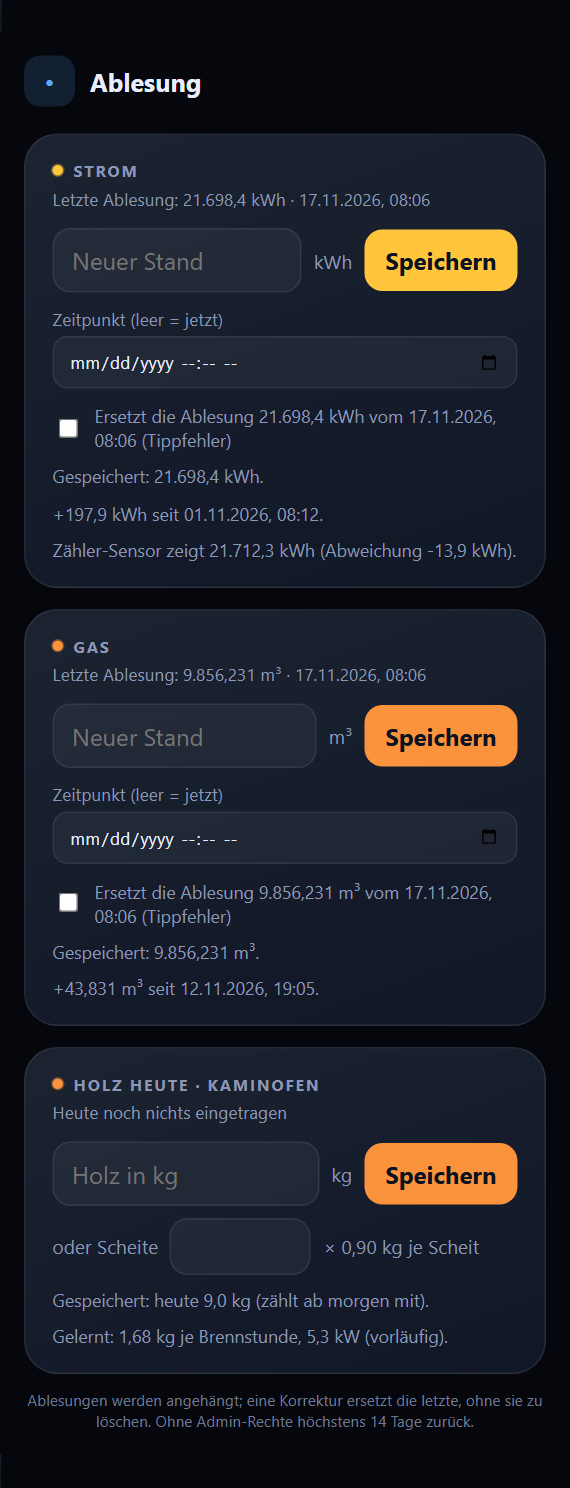 Ablesung
STROM
Letzte Ablesung: 21.698,4 kWh · 17.11.2026, 08:06
Neuer Stand kWh Speichern
Zeitpunkt (leer = jetzt)
mm/dd/yyyy --:-- --
Ersetzt die Ablesung 21.698,4 kWh vom 17.11.2026,
08:06 (Tippfehler)
Gespeichert: 21.698,4 kWh.
+197,9 kWh seit 01.11.2026, 08:12.
Zähler-Sensor zeigt 21.712,3 kWh (Abweichung -13,9 kWh).
GAS
Letzte Ablesung: 9.856,231 m³ · 17.11.2026, 08:06
Neuer Stand m³ Speichern
Zeitpunkt (leer = jetzt)
mm/dd/yyyy --:-- --
Ersetzt die Ablesung 9.856,231 m³ vom 17.11.2026,
08:06 (Tippfehler)
Gespeichert: 9.856,231 m³.
+43,831 m³ seit 12.11.2026, 19:05.
HOLZ HEUTE · KAMINOFEN
Heute noch nichts eingetragen
Holz in kg kg Speichern
oder Scheite × 0,90 kg je Scheit
Gespeichert: heute 9,0 kg (zählt ab morgen mit).
Gelernt: 1,68 kg je Brennstunde, 5,3 kW (vorläufig).
Ablesungen werden angehängt; eine Korrektur ersetzt die letzte, ohne sie zu
löschen. Ohne Admin-Rechte höchstens 14 Tage zurück.